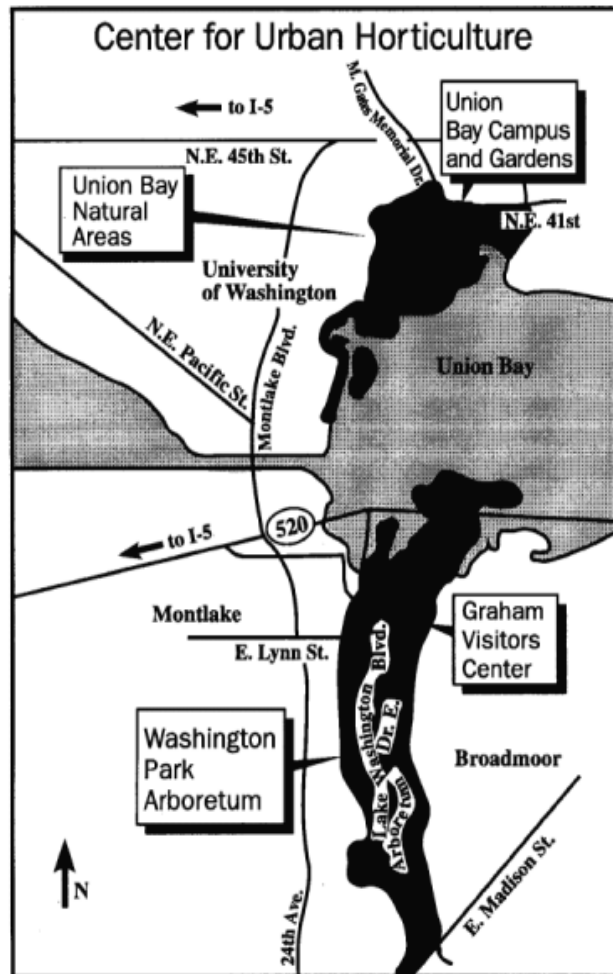 Center for Urban Horticulture
to I-5
M. Gates Memorial Dr.
Union
Bay Campus
and Gardens
N.E. 45th St.
Union Bay
Natural
Areas
N.E. 41st
University
of Washington
N.E. Pacific St.
Montlake Blvd.
Union Bay
520
to I-5
Montlake
E. Lynn St.
Graham
Visitors
Center
Lake Washington Blvd.
Arboretum Dr. E.
Washington
Park
Arboretum
Broadmoor
E. Madison St.
N
24th Ave.